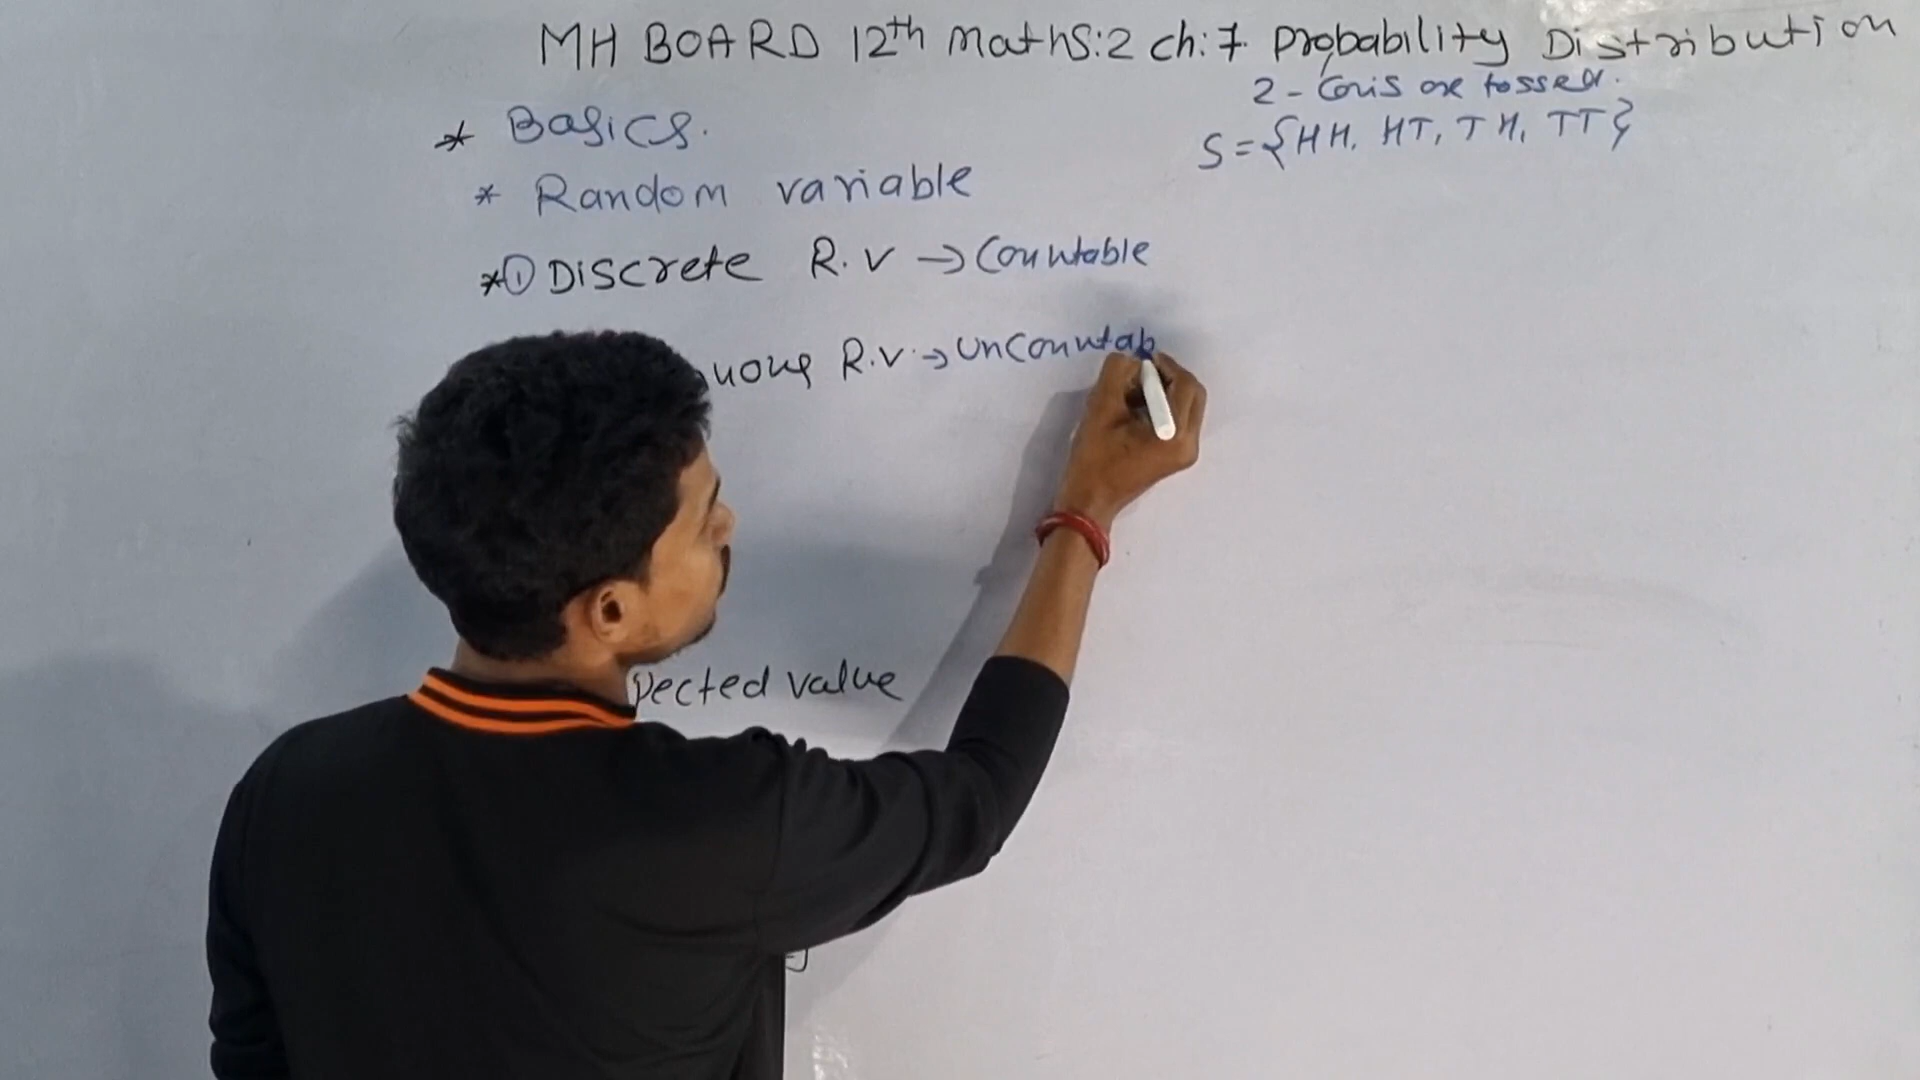 MH BOARD 12th Maths:2 ch:7 Probability Distribution
2 - Coins are tossed.
S = {HH, HT, TH, TT}
* Basics.
* Random variable
*① Discrete R.V → Countable
nuous R.V. → Uncountab
pected value